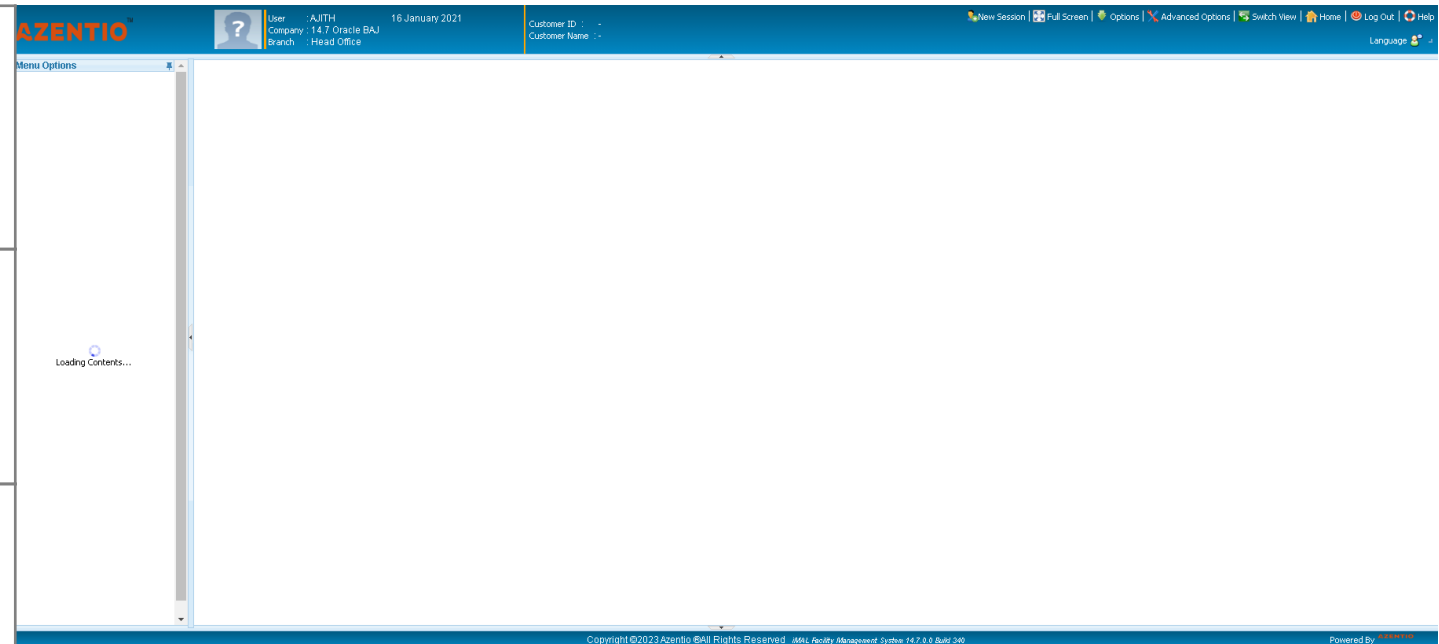 AZENTIO™
User : AJITH 16 January 2021
Company : 14.7 Oracle BAJ
Branch : Head Office
Customer ID : -
Customer Name : -
New Session | Full Screen | Options | Advanced Options | Switch View | Home | Log Out | Help
Language
Menu Options
Loading Contents...
Copyright ©2023 Azentio ®All Rights Reserved iMAL Facility Management System 14.7.0.0 Build 340
Powered By AZENTIO